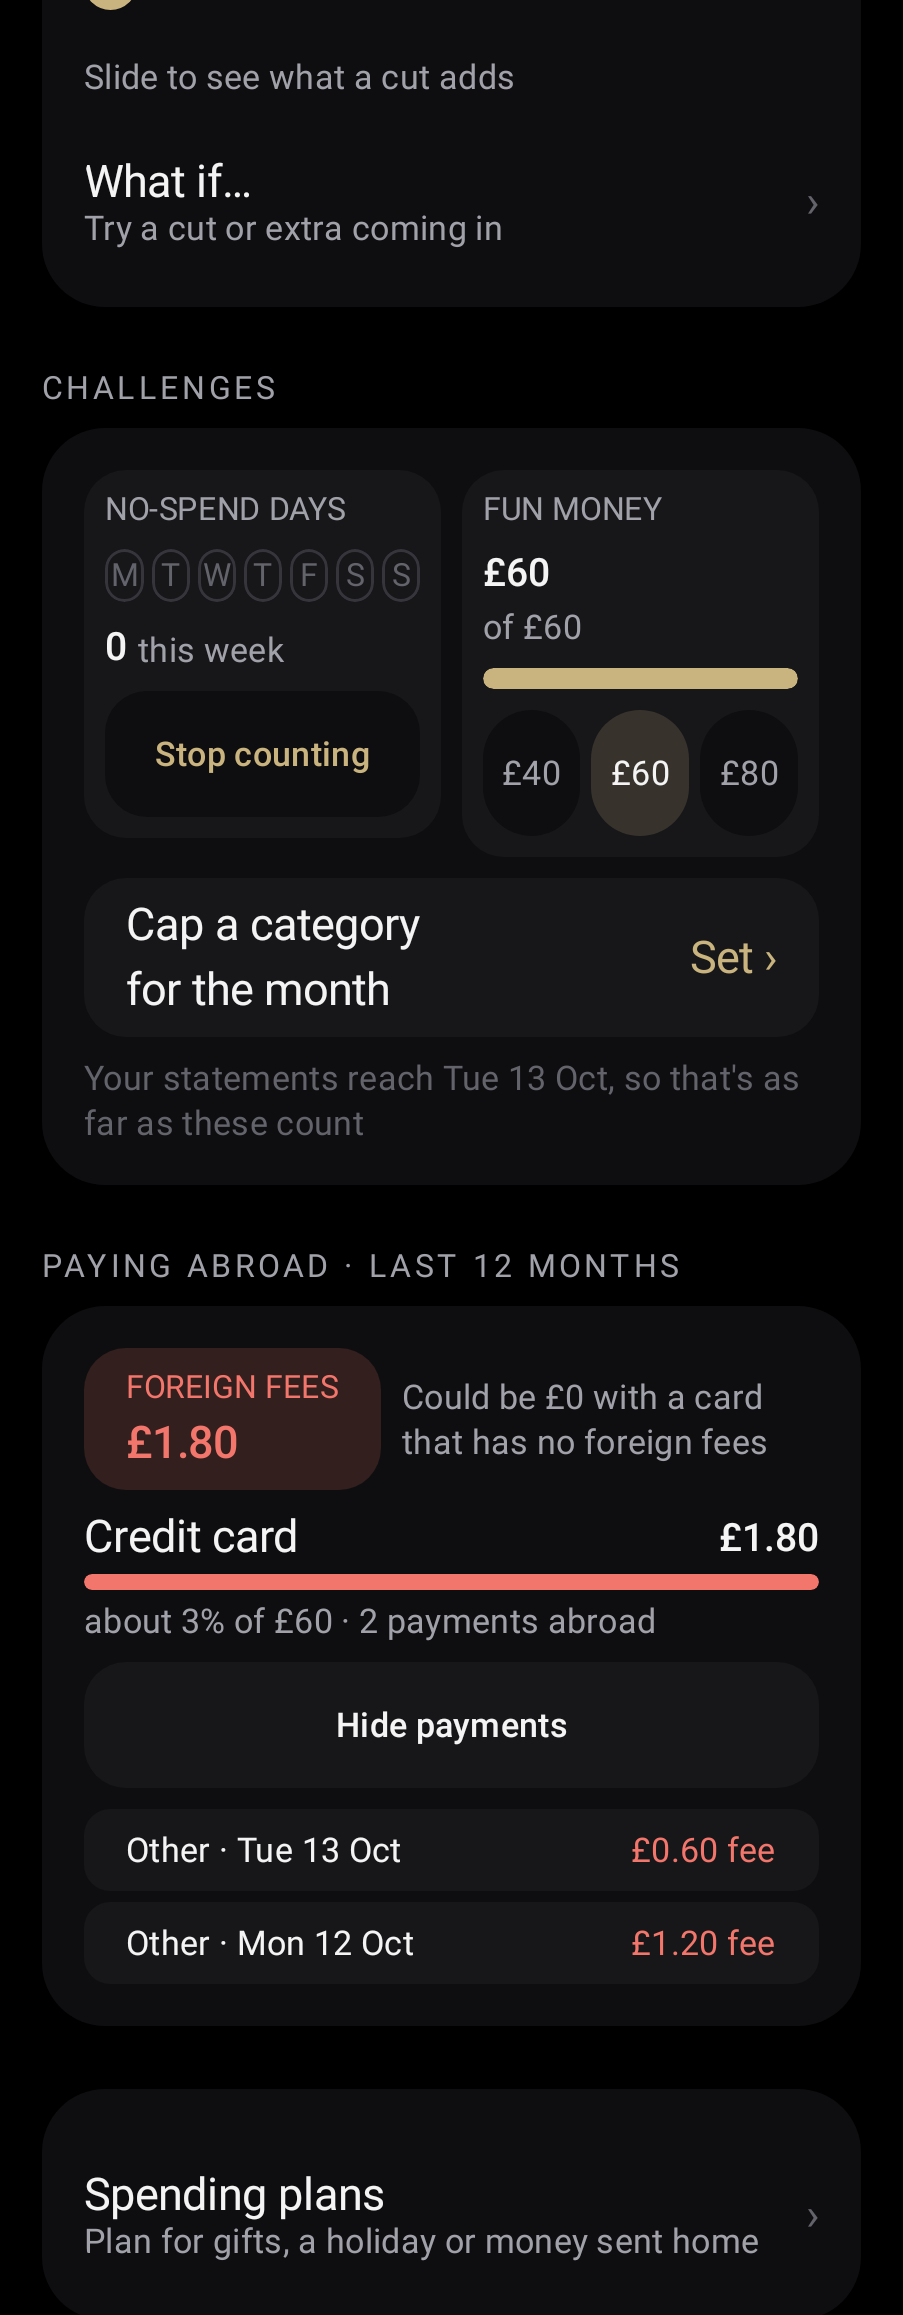 Slide to see what a cut adds
What if…
Try a cut or extra coming in
›
CHALLENGES
NO-SPEND DAYS
M T W T F S S
0 this week
Stop counting
FUN MONEY
£60
of £60
£40 £60 £80
Cap a category
for the month
Set ›
Your statements reach Tue 13 Oct, so that's as
far as these count
PAYING ABROAD · LAST 12 MONTHS
FOREIGN FEES
£1.80
Could be £0 with a card
that has no foreign fees
Credit card £1.80
about 3% of £60 · 2 payments abroad
Hide payments
Other · Tue 13 Oct £0.60 fee
Other · Mon 12 Oct £1.20 fee
Spending plans
Plan for gifts, a holiday or money sent home
›